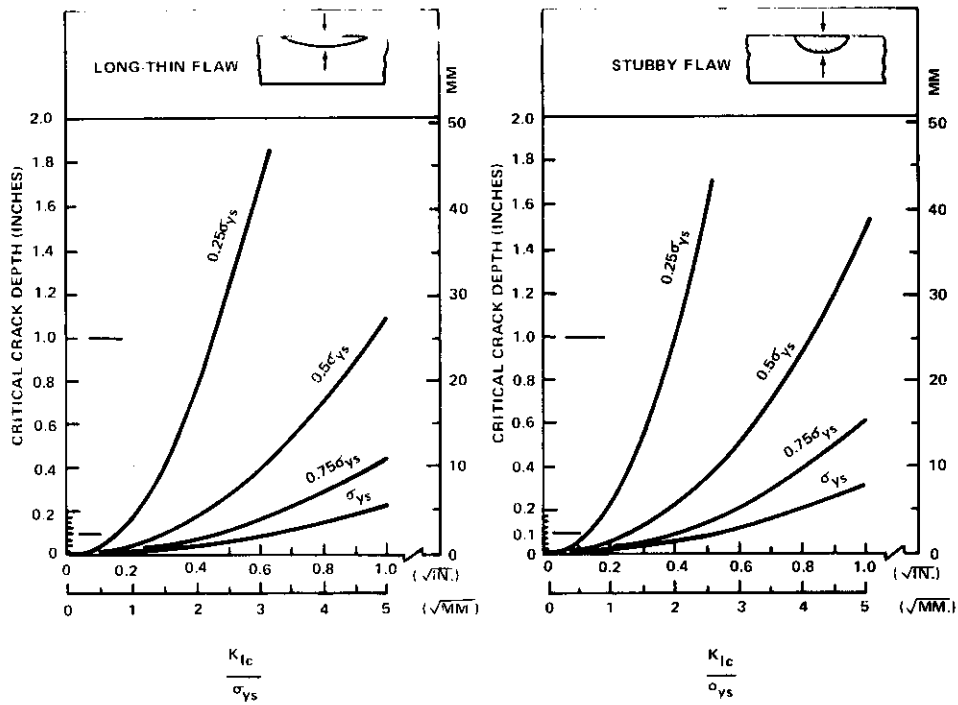 LONG-THIN FLAW
MM
2.0
1.8
1.6
1.4
1.2
1.0
0.8
0.6
0.4
0.2
0
50
40
30
20
10
0
CRITICAL CRACK DEPTH (INCHES)
0.25σys
0.5σys
0.75σys
σys
0.2 0.4 0.6 0.8 1.0 (√IN.)
0 1 2 3 4 5 (√MM.)
KIc
σys
STUBBY FLAW
MM
2.0
1.8
1.6
1.4
1.2
1.0
0.8
0.6
0.4
0.2
0.1
0
50
40
30
20
10
0
CRITICAL CRACK DEPTH (INCHES)
0.25σys
0.5σys
0.75σys
σys
0.2 0.4 0.6 0.8 1.0 (√IN.)
0 1 2 3 4 5 (√MM.)
KIc
σys